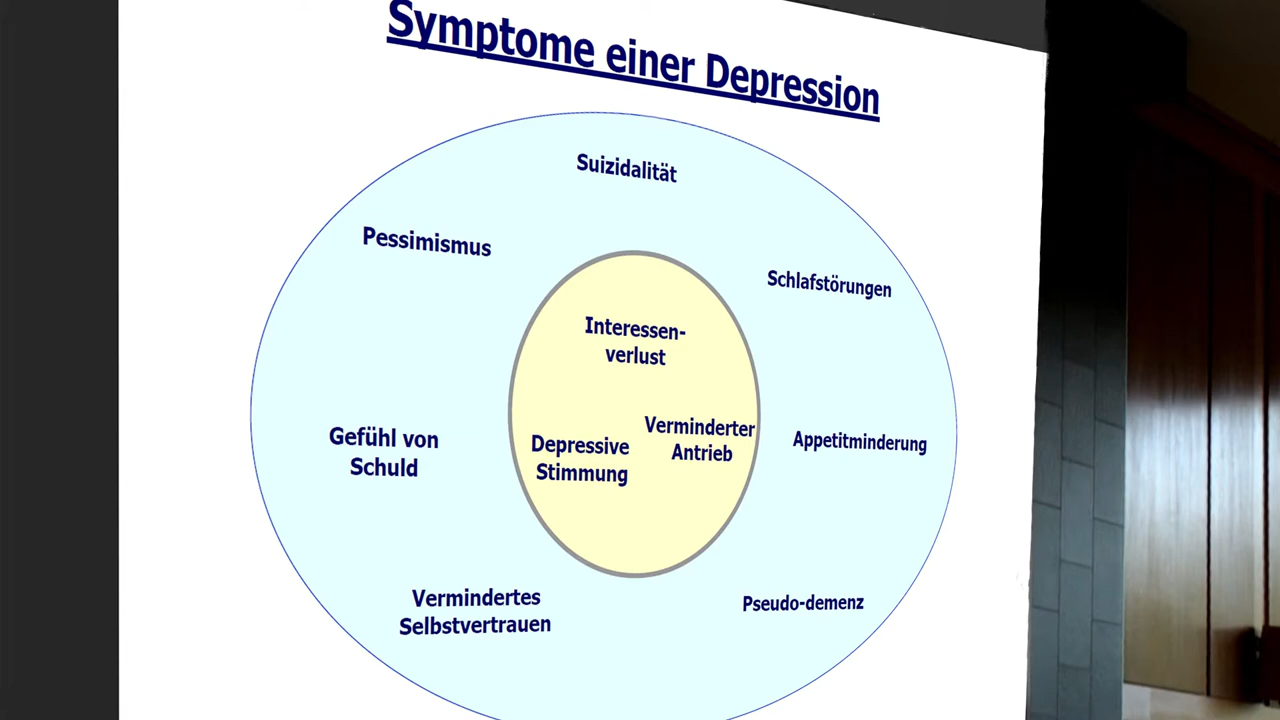 Symptome einer Depression
Suizidalität
Pessimismus
Schlafstörungen
Interessen-
verlust
Verminderter
Antrieb
Depressive
Stimmung
Gefühl von
Schuld
Appetitminderung
Vermindertes
Selbstvertrauen
Pseudo-demenz